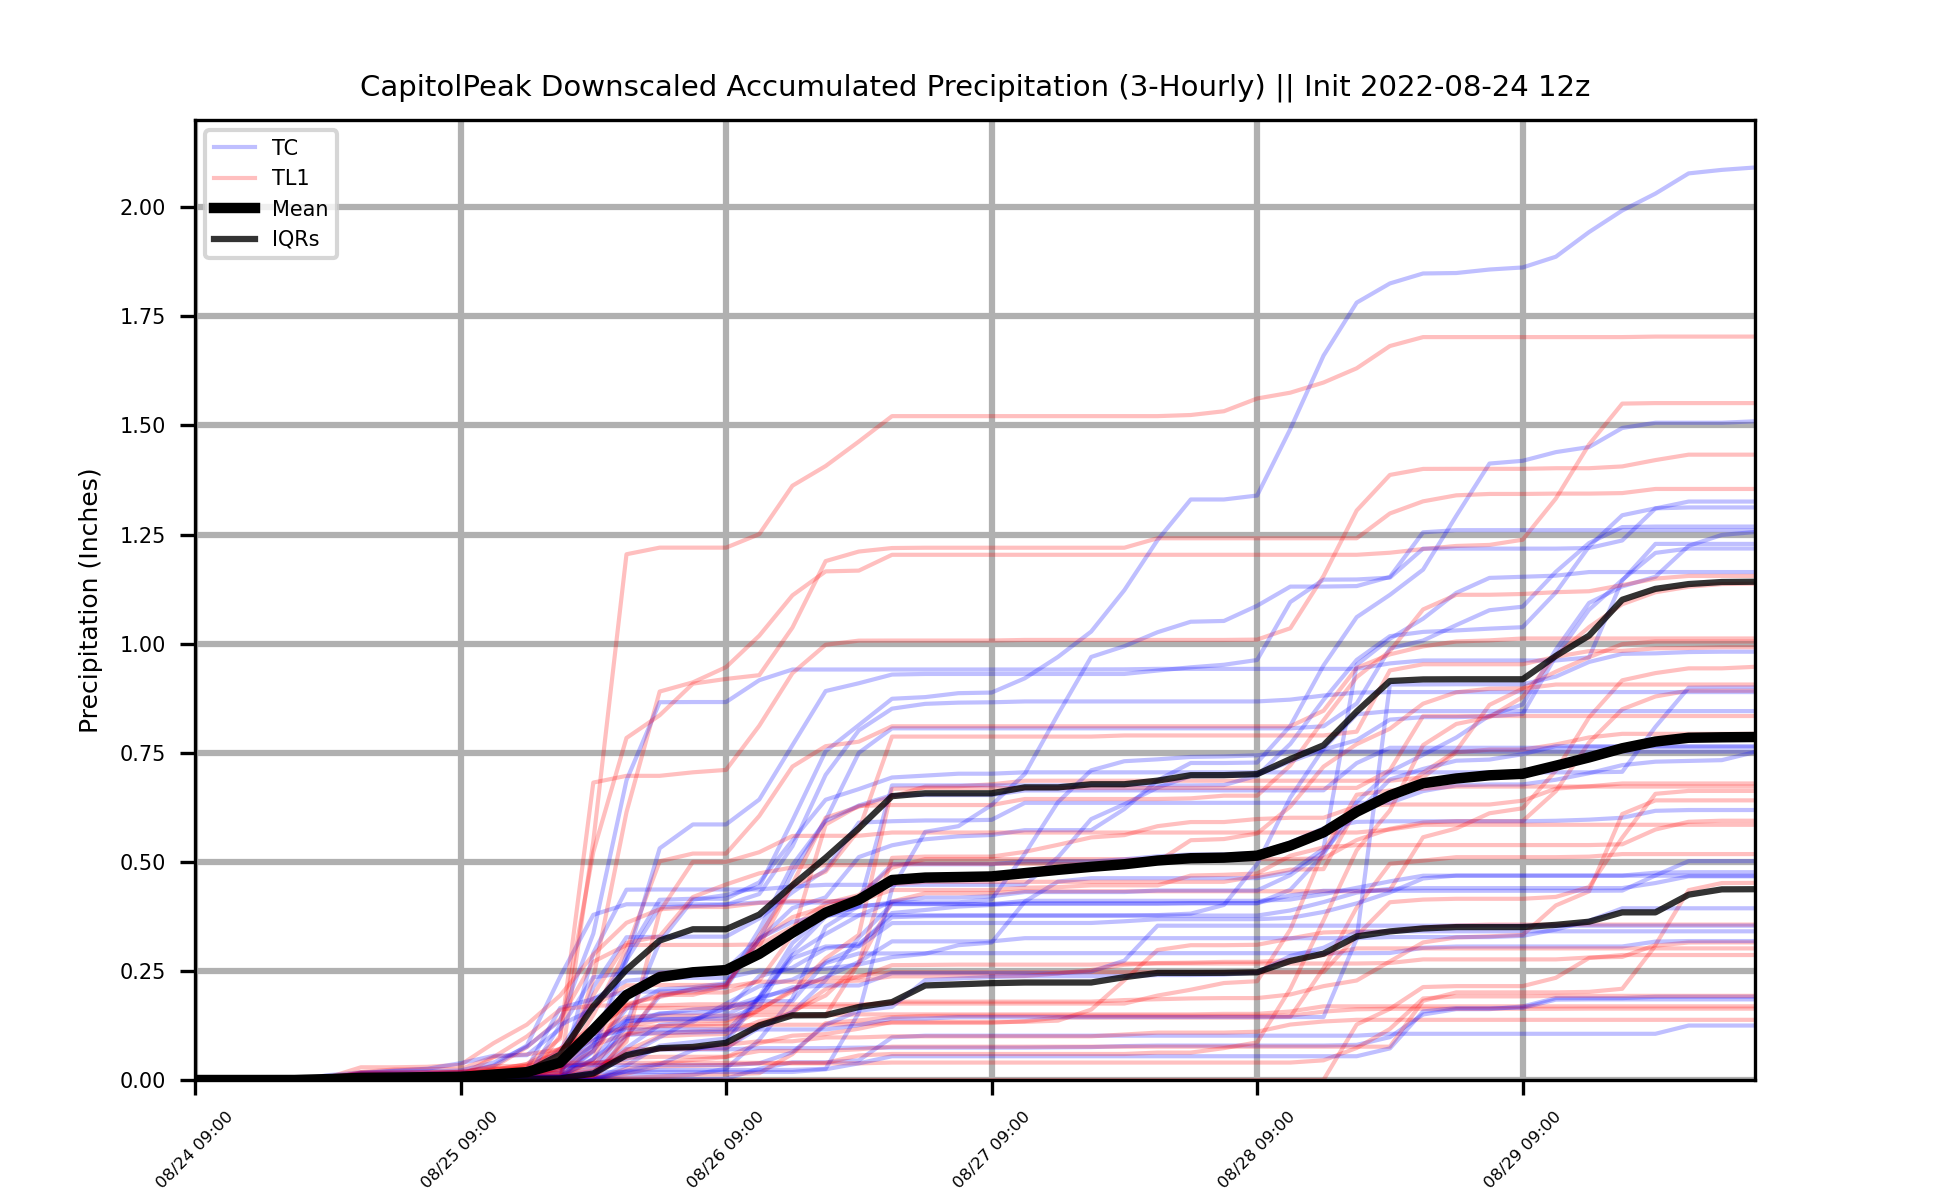 CapitolPeak Downscaled Accumulated Precipitation (3-Hourly) || Init 2022-08-24 12z
TC
TL1
Mean
IQRs
Precipitation (Inches)
2.00
1.75
1.50
1.25
1.00
0.75
0.50
0.25
0.00
08/24 09:00
08/25 09:00
08/26 09:00
08/27 09:00
08/28 09:00
08/29 09:00